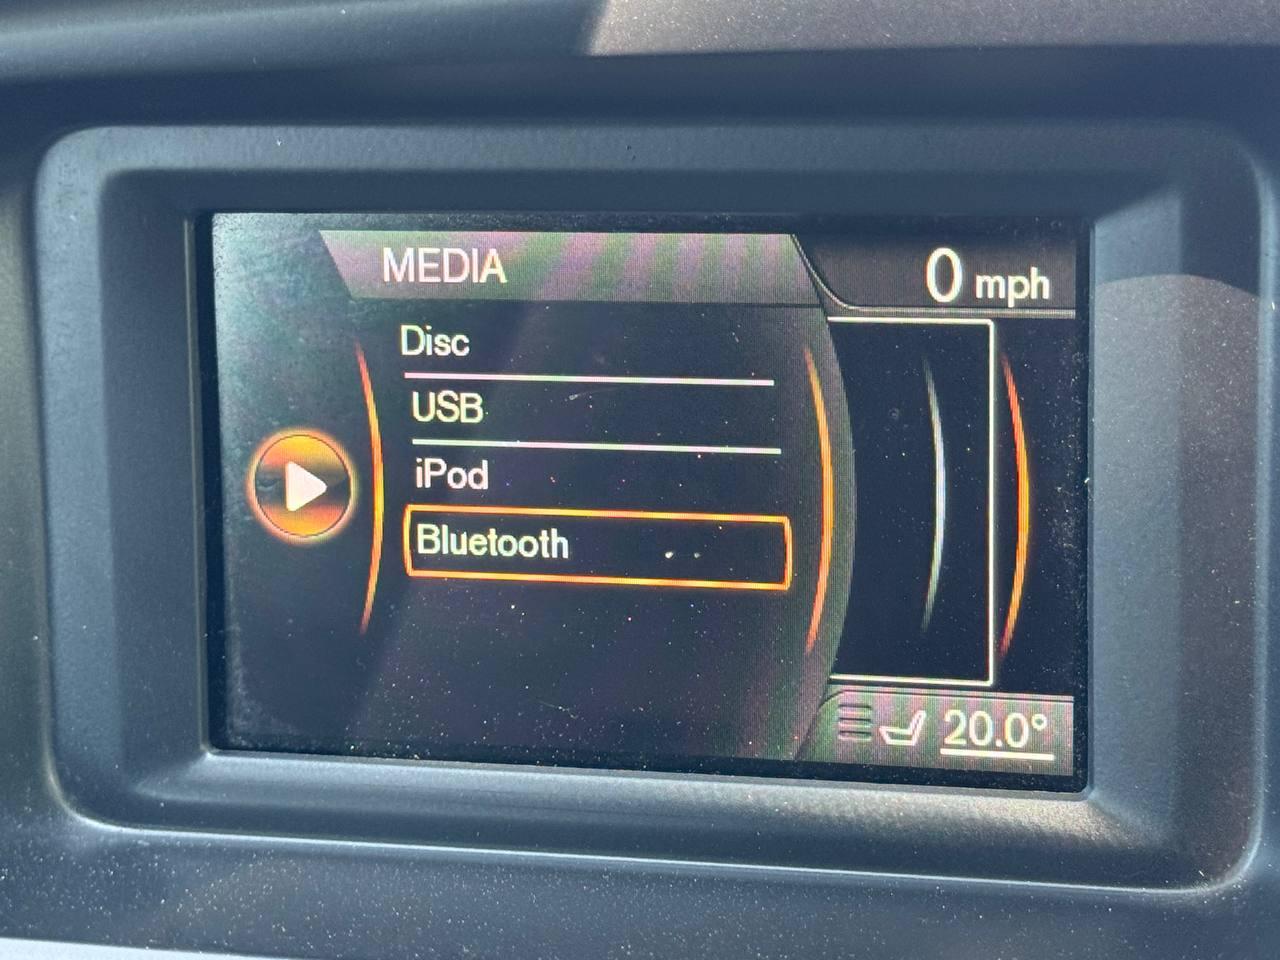 MEDIA
0 mph
Disc
USB
iPod
Bluetooth
20.0°